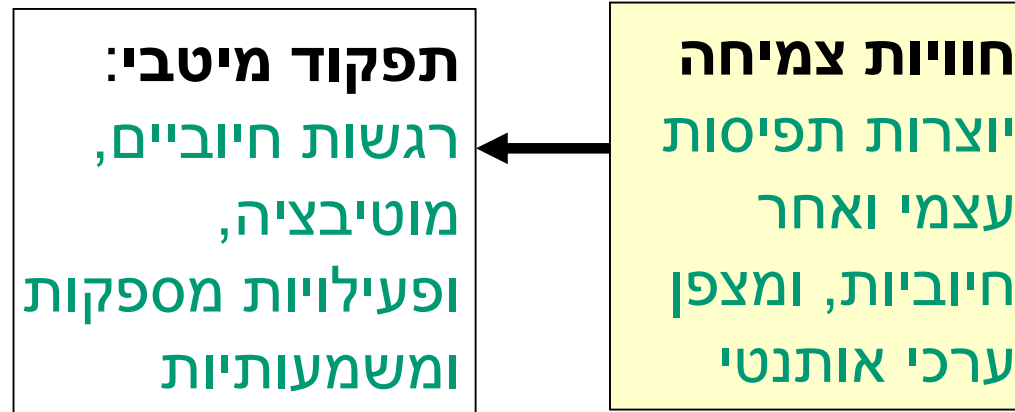 חוויות צמיחה
יוצרות תפיסות
עצמי ואחר
חיוביות, ומצפן
ערכי אותנטי
תפקוד מיטבי:
רגשות חיוביים,
מוטיבציה,
ופעילויות מספקות
ומשמעותיות